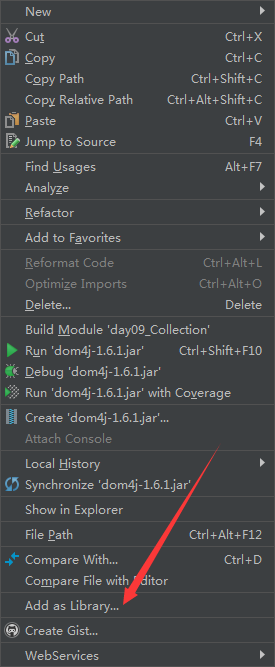 New
Cut Ctrl+X
Copy Ctrl+C
Copy Path Ctrl+Shift+C
Copy Relative Path Ctrl+Alt+Shift+C
Paste Ctrl+V
Jump to Source F4
Find Usages Alt+F7
Analyze
Refactor
Add to Favorites
Reformat Code Ctrl+Alt+L
Optimize Imports Ctrl+Alt+O
Delete... Delete
Build Module 'day09_Collection'
Run 'dom4j-1.6.1.jar' Ctrl+Shift+F10
Debug 'dom4j-1.6.1.jar'
Run 'dom4j-1.6.1.jar' with Coverage
Create 'dom4j-1.6.1.jar'...
Attach Console
Local History
Synchronize 'dom4j-1.6.1.jar'
Show in Explorer
File Path Ctrl+Alt+F12
Compare With... Ctrl+D
Compare File with Editor
Add as Library...
Create Gist...
WebServices